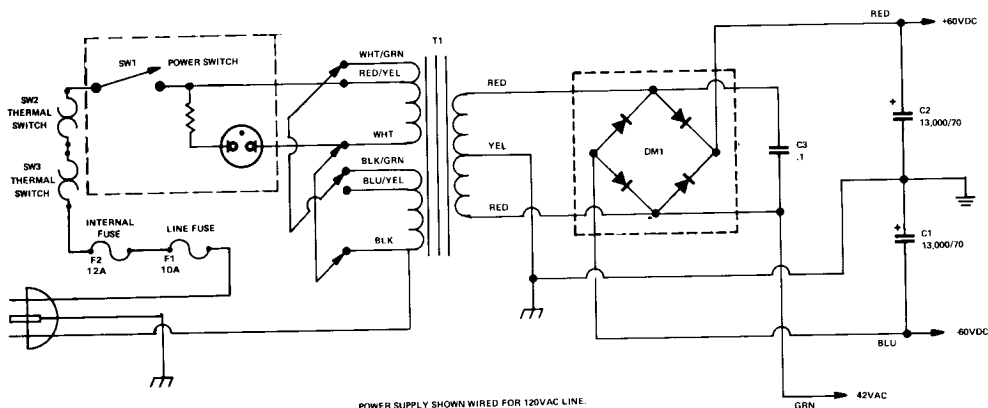 RED
+60VDC
T1
WHT/GRN
RED/YEL
SW1
POWER SWITCH
SW2
THERMAL
SWITCH
RED
+
C2
13,000/70
WHT
YEL
DM1
C3
.1
SW3
THERMAL
SWITCH
BLK/GRN
BLU/YEL
RED
INTERNAL
FUSE
LINE FUSE
+
C1
13,000/70
BLK
F2
12A
F1
10A
-60VDC
BLU
POWER SUPPLY SHOWN WIRED FOR 120VAC LINE.
GRN
42VAC